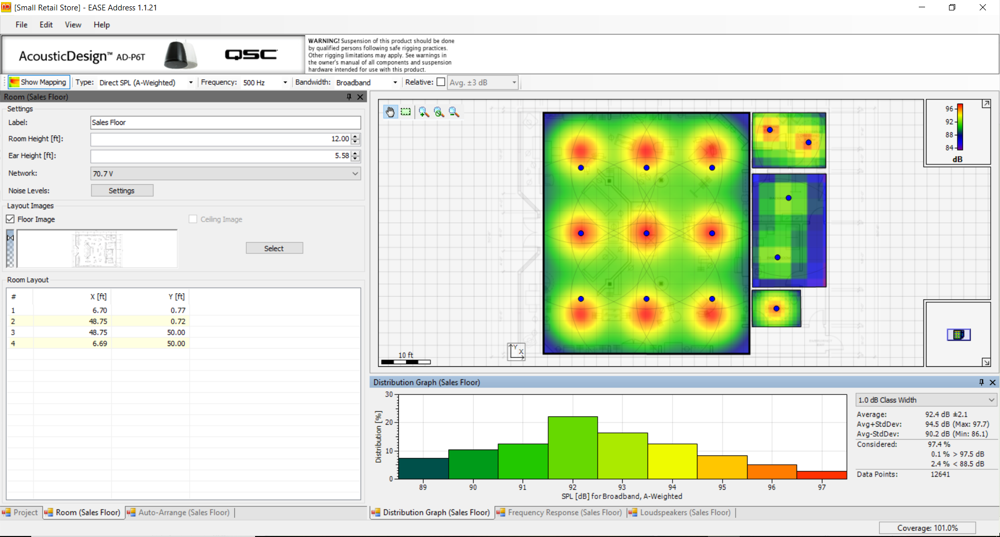 [Small Retail Store] - EASE Address 1.1.21
File Edit View Help
AcousticDesign™ AD-P6T QSC
WARNING! Suspension of this product should be done
by qualified persons following safe rigging practices.
Other rigging limitations may apply. See warnings in
the owner's manual of all components and suspension
hardware intended for use with this product.
Show Mapping Type: Direct SPL (A-Weighted) Frequency: 500 Hz Bandwidth: Broadband Relative: Avg. ±3 dB
Room (Sales Floor)
Settings
Label: Sales Floor
Room Height [ft]: 12.00
Ear Height [ft]: 5.58
Network: 70.7 V
Noise Levels: Settings
Layout Images
Floor Image Ceiling Image
Select
Room Layout
# X [ft] Y [ft]
1 6.70 0.77
2 48.75 0.72
3 48.75 50.00
4 6.69 50.00
96
92
88
84
dB
Y
X
10 ft
Distribution Graph (Sales Floor)
30
20
10
0
Distribution [%]
89 90 91 92 93 94 95 96 97
SPL [dB] for Broadband, A-Weighted
1.0 dB Class Width
Average: 92.4 dB ±2.1
Avg+StdDev: 94.5 dB (Max: 97.7)
Avg-StdDev: 90.2 dB (Min: 86.1)
Considered: 97.4 %
0.1 % > 97.5 dB
2.4 % < 88.5 dB
Data Points: 12641
Project Room (Sales Floor) Auto-Arrange (Sales Floor)
Distribution Graph (Sales Floor) Frequency Response (Sales Floor) Loudspeakers (Sales Floor)
Coverage: 101.0%